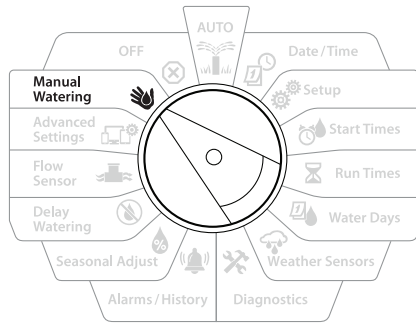 AUTO
OFF
Date / Time
Manual
Watering
Setup
Advanced
Settings
Start Times
Flow
Sensor
Run Times
Delay
Watering
Water Days
Seasonal Adjust
%
Weather Sensors
Alarms / History
Diagnostics